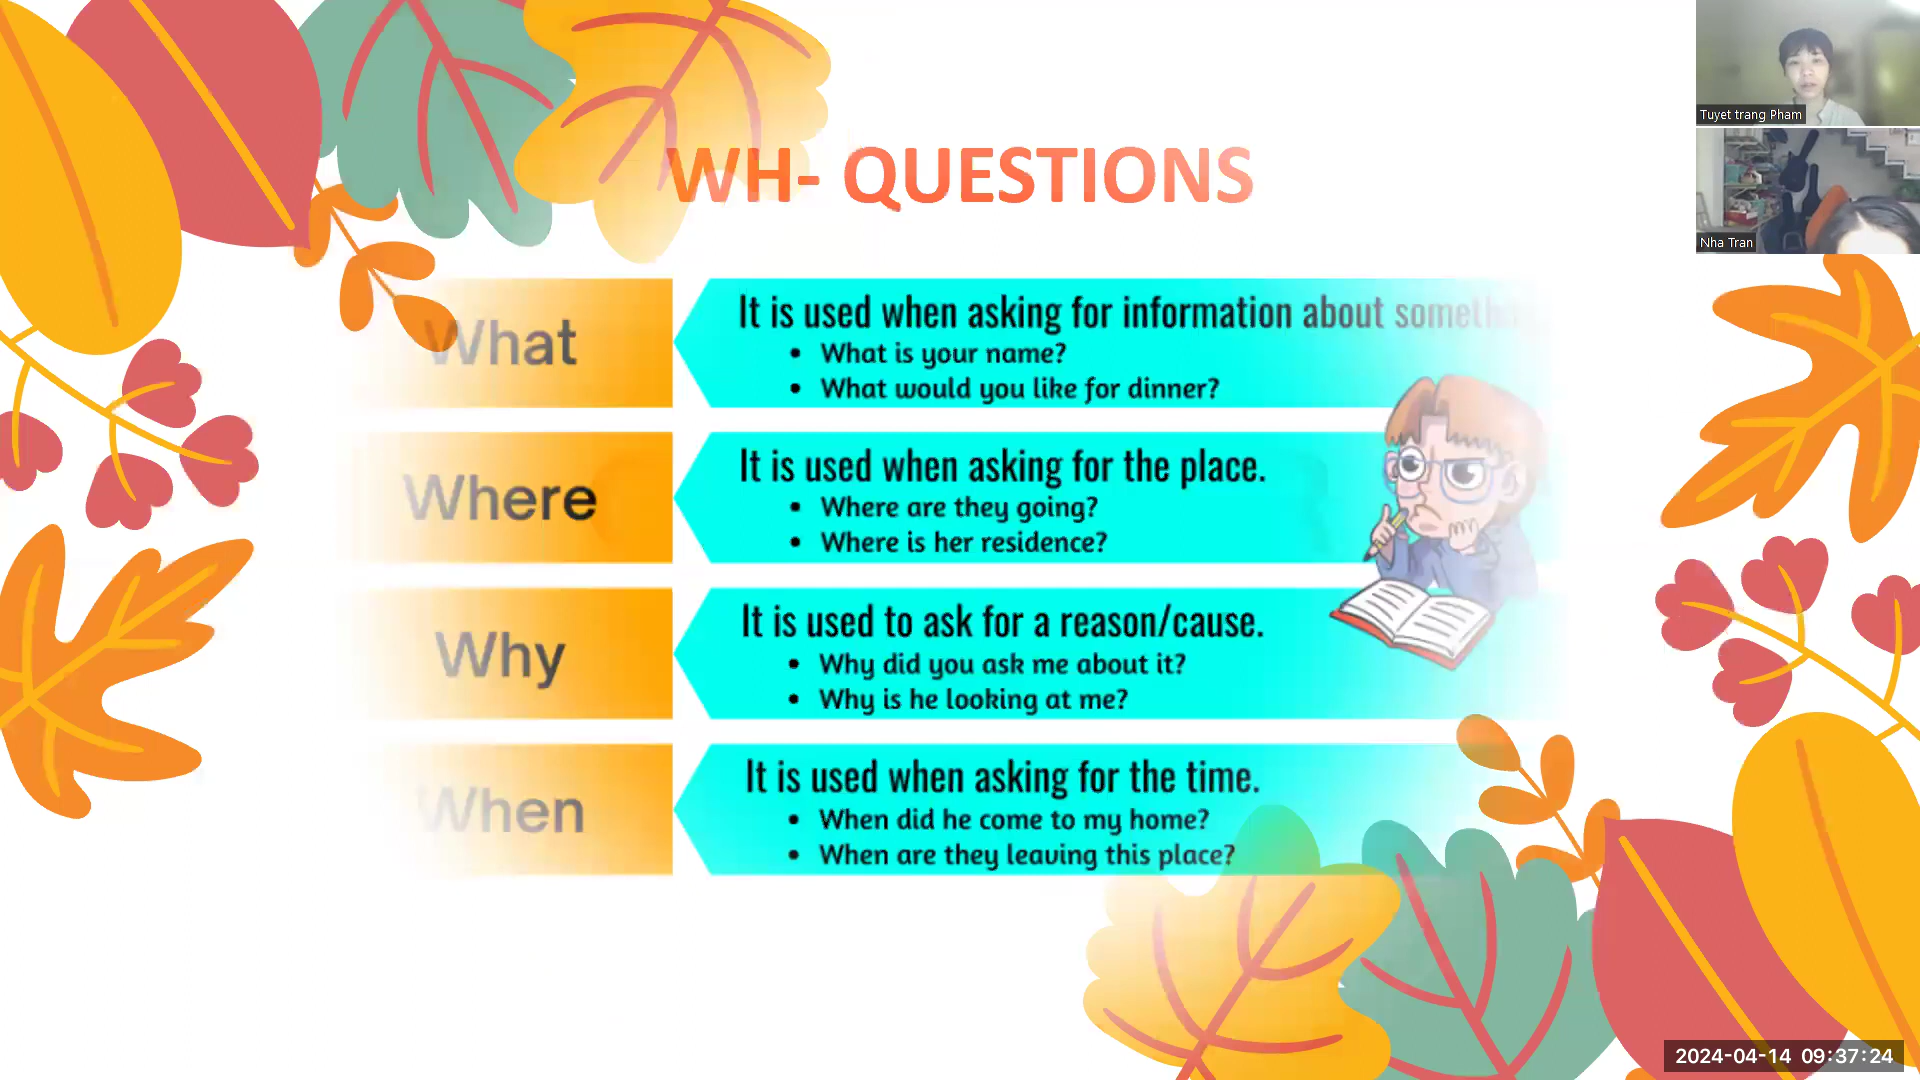 WH- QUESTIONS
What
It is used when asking for information about someth
• What is your name?
• What would you like for dinner?
Where
It is used when asking for the place.
• Where are they going?
• Where is her residence?
Why
It is used to ask for a reason/cause.
• Why did you ask me about it?
• Why is he looking at me?
When
It is used when asking for the time.
• When did he come to my home?
• When are they leaving this place?
Tuyet trang Pham
Nha Tran
2024-04-14 09:37:24